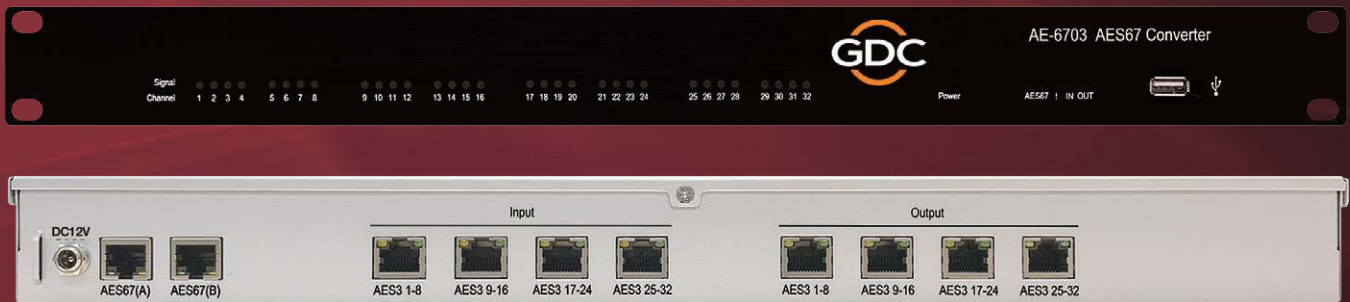 GDC
AE-6703 AES67 Converter
Signal
Channel 1 2 3 4 5 6 7 8 9 10 11 12 13 14 15 16 17 18 19 20 21 22 23 24 25 26 27 28 29 30 31 32
Power
AES67 ! IN OUT
Input
Output
DC12V
AES67(A) AES67(B) AES3 1-8 AES3 9-16 AES3 17-24 AES3 25-32 AES3 1-8 AES3 9-16 AES3 17-24 AES3 25-32